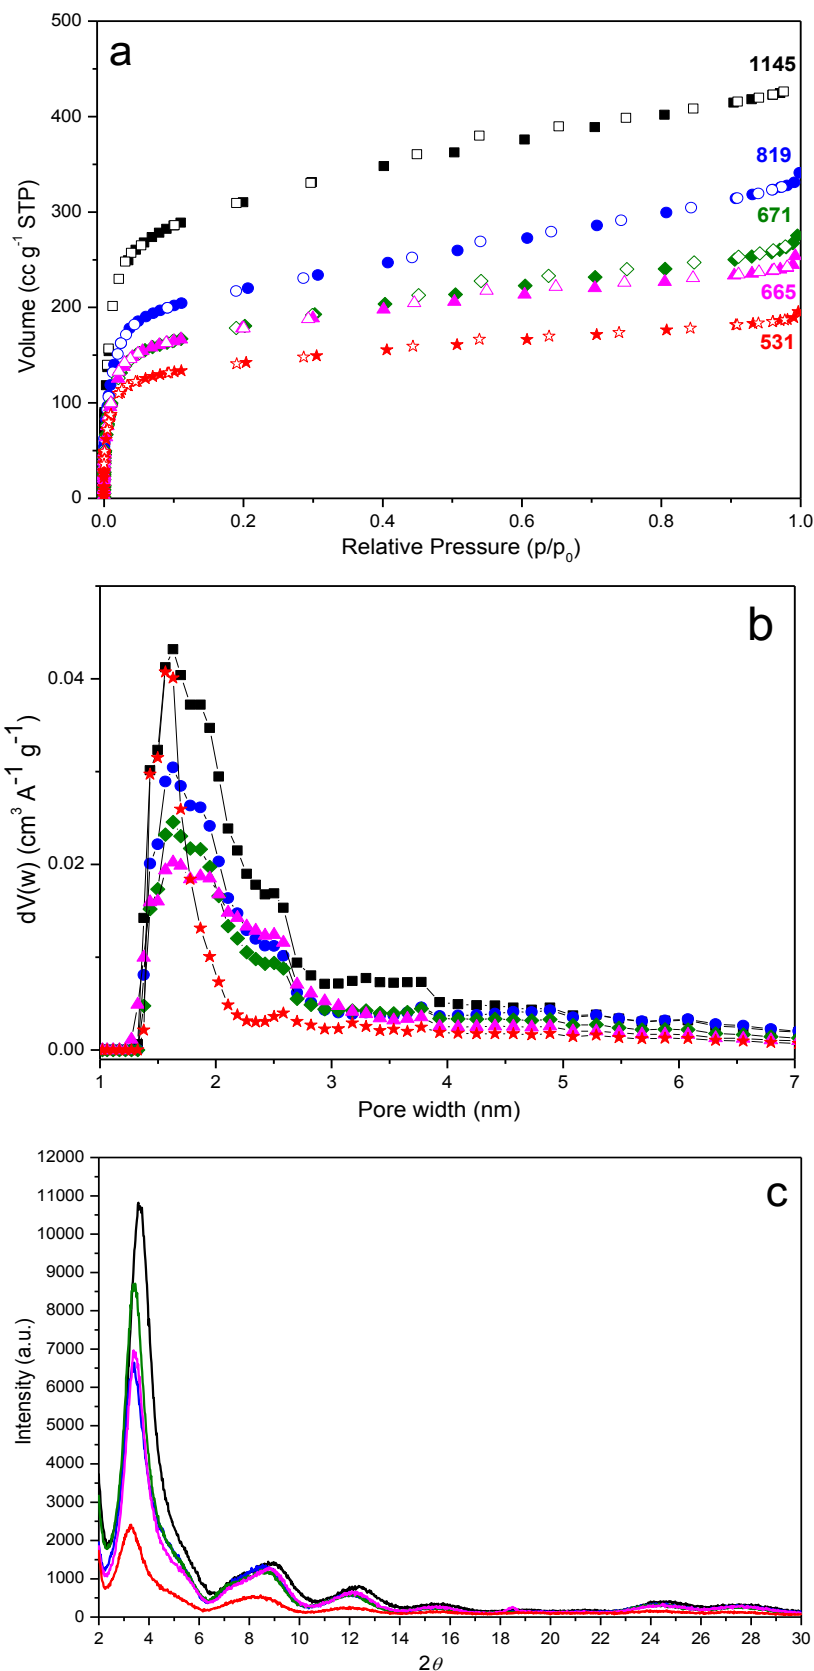 a
500
400
300
200
100
0
Volume (cc g⁻¹ STP)
1145
819
671
665
531
0.0 0.2 0.4 0.6 0.8 1.0
Relative Pressure (p/p₀)
b
0.04
0.02
0.00
dV(w) (cm³ A⁻¹ g⁻¹)
1 2 3 4 5 6 7
Pore width (nm)
c
12000
11000
10000
9000
8000
7000
6000
5000
4000
3000
2000
1000
0
Intensity (a.u.)
2 4 6 8 10 12 14 16 18 20 22 24 26 28 30
2θ